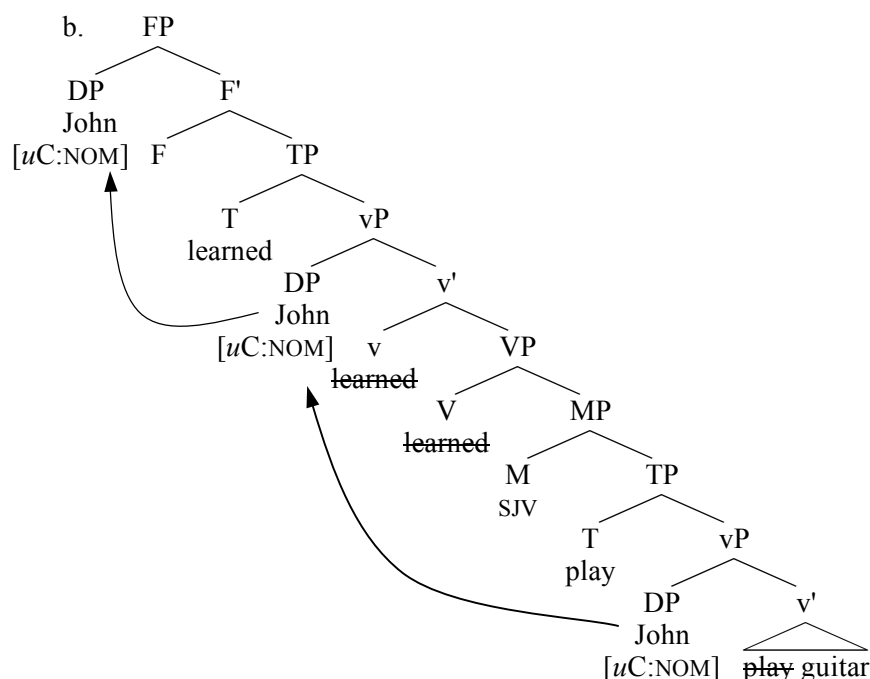 b. FP
DP F'
John
[uC:NOM] F TP
T vP
learned
DP v'
John
[uC:NOM] v VP
learned
V MP
learned
M TP
SJV
T vP
play
DP v'
John
[uC:NOM] play guitar